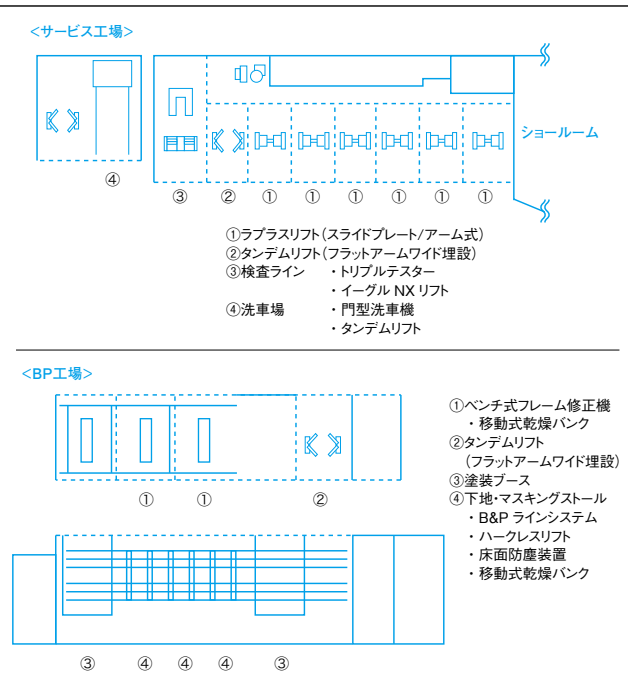 <サービス工場>
ショールーム
④
③ ② ① ① ① ① ① ①
①ラプラスリフト(スライドプレート/アーム式)
②タンデムリフト(フラットアームワイド埋設)
③検査ライン ・トリプルテスター
・イーグル NX リフト
④洗車場 ・門型洗車機
・タンデムリフト
<BP工場>
① ① ②
③ ④ ④ ④ ③
①ベンチ式フレーム修正機
・移動式乾燥バンク
②タンデムリフト
(フラットアームワイド埋設)
③塗装ブース
④下地・マスキングストール
・B&P ラインシステム
・ハークレスリフト
・床面防塵装置
・移動式乾燥バンク